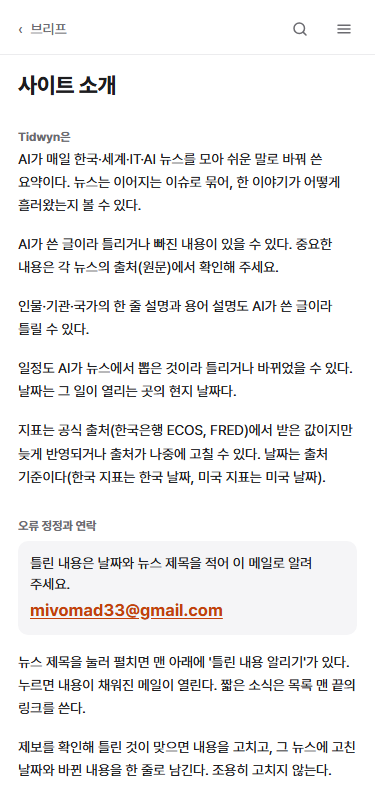 ‹ 브리프
사이트 소개
Tidwyn은
AI가 매일 한국·세계·IT·AI 뉴스를 모아 쉬운 말로 바꿔 쓴
요약이다. 뉴스는 이어지는 이슈로 묶어, 한 이야기가 어떻게
흘러왔는지 볼 수 있다.
AI가 쓴 글이라 틀리거나 빠진 내용이 있을 수 있다. 중요한
내용은 각 뉴스의 출처(원문)에서 확인해 주세요.
인물·기관·국가의 한 줄 설명과 용어 설명도 AI가 쓴 글이라
틀릴 수 있다.
일정도 AI가 뉴스에서 뽑은 것이라 틀리거나 바뀌었을 수 있다.
날짜는 그 일이 열리는 곳의 현지 날짜다.
지표는 공식 출처(한국은행 ECOS, FRED)에서 받은 값이지만
늦게 반영되거나 출처가 나중에 고칠 수 있다. 날짜는 출처
기준이다(한국 지표는 한국 날짜, 미국 지표는 미국 날짜).
오류 정정과 연락
틀린 내용은 날짜와 뉴스 제목을 적어 이 메일로 알려
주세요.
mivomad33@gmail.com
뉴스 제목을 눌러 펼치면 맨 아래에 '틀린 내용 알리기'가 있다.
누르면 내용이 채워진 메일이 열린다. 짧은 소식은 목록 맨 끝의
링크를 쓴다.
제보를 확인해 틀린 것이 맞으면 내용을 고치고, 그 뉴스에 고친
날짜와 바뀐 내용을 한 줄로 남긴다. 조용히 고치지 않는다.